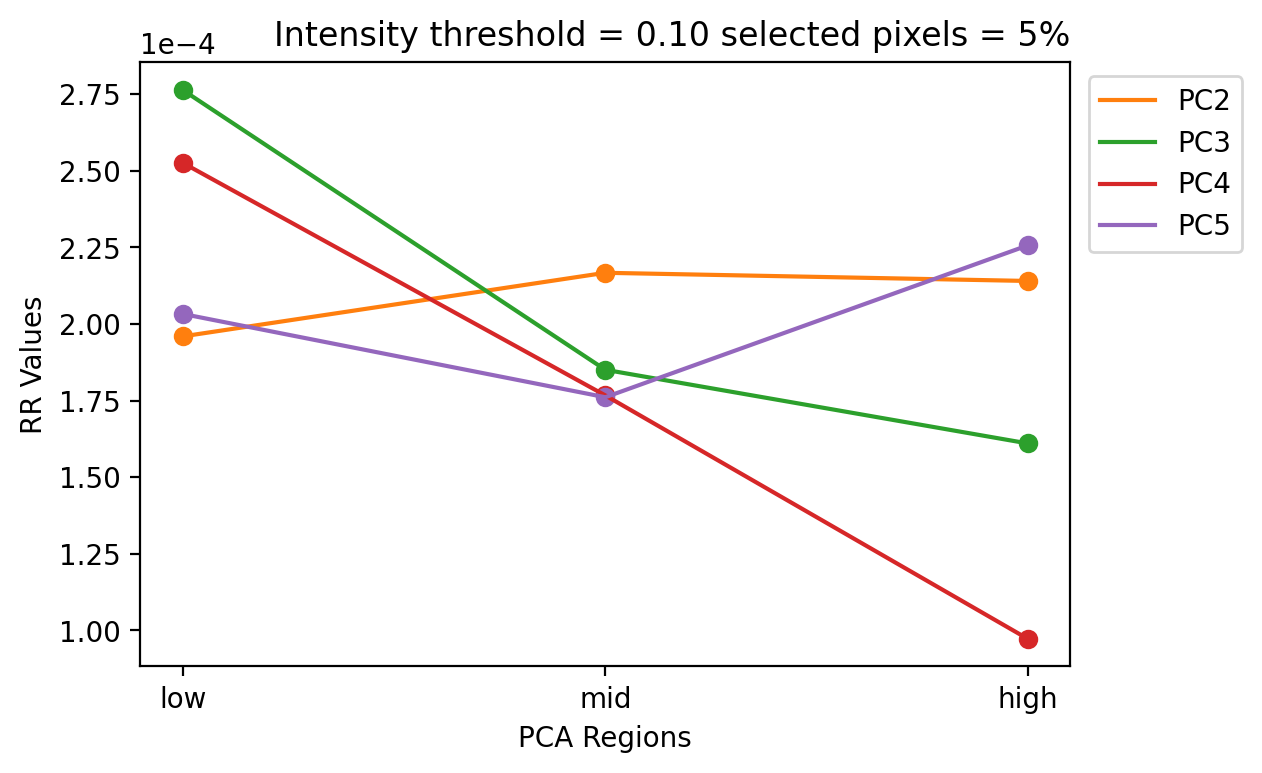 Intensity threshold = 0.10 selected pixels = 5%
1e−4
2.75
2.50
2.25
2.00
1.75
1.50
1.25
1.00
RR Values
low
mid
high
PCA Regions
PC2
PC3
PC4
PC5